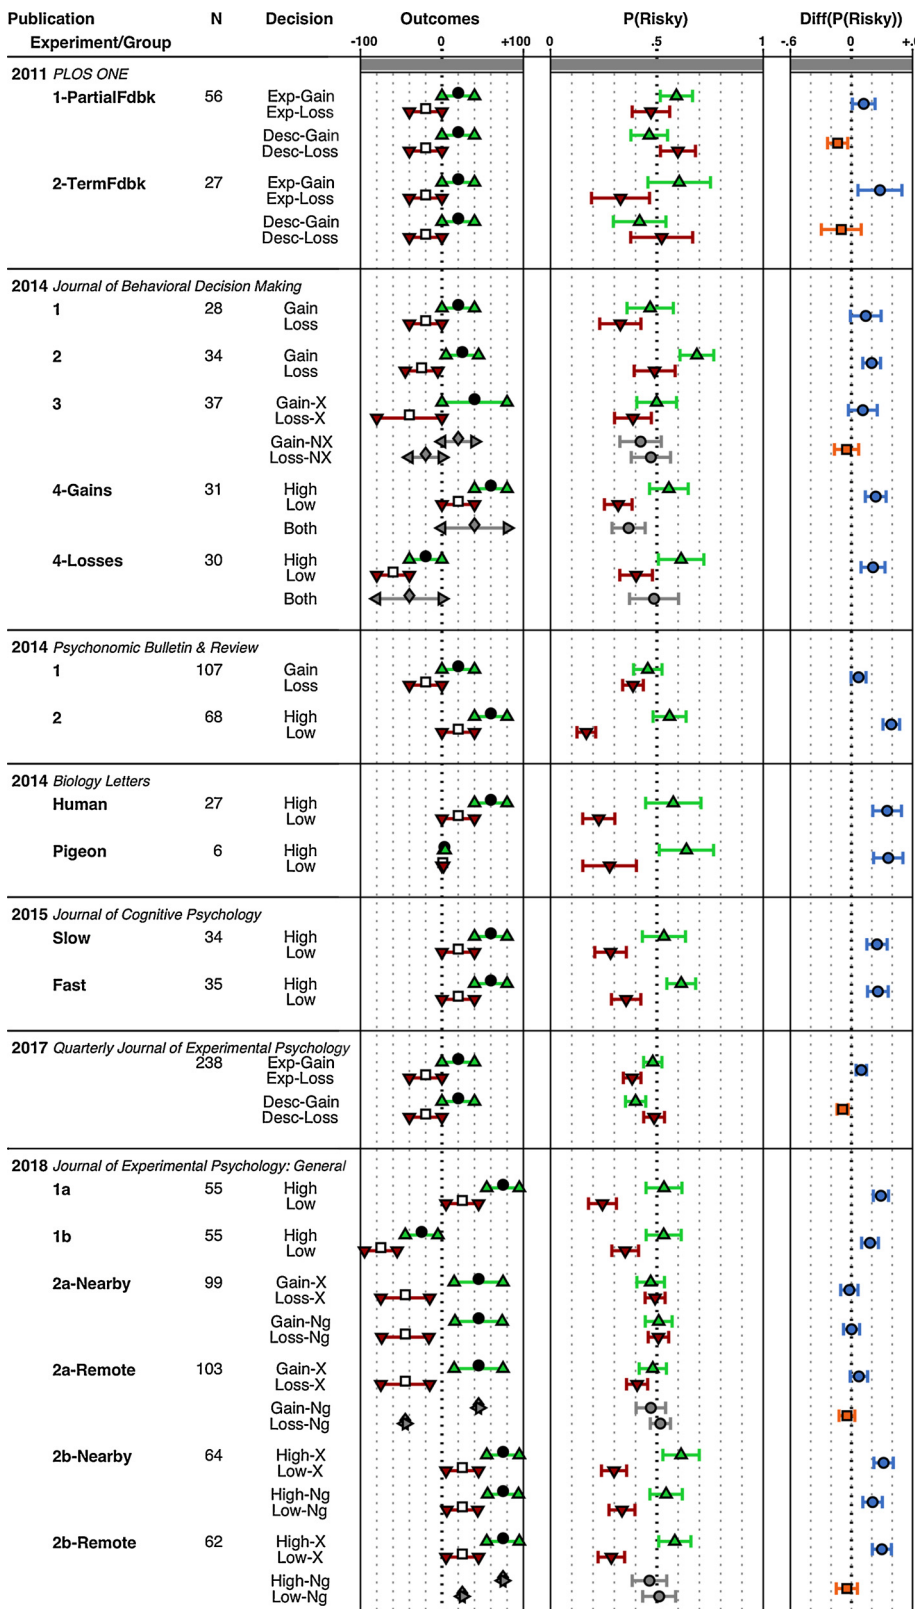 Publication N Decision Outcomes P(Risky) Diff(P(Risky))
Experiment/Group -100 0 +100 0 .5 1 -.6 0 +.
2011 PLOS ONE
1-PartialFdbk 56 Exp-Gain
Exp-Loss
Desc-Gain
Desc-Loss
2-TermFdbk 27 Exp-Gain
Exp-Loss
Desc-Gain
Desc-Loss
2014 Journal of Behavioral Decision Making
1 28 Gain
Loss
2 34 Gain
Loss
3 37 Gain-X
Loss-X
Gain-NX
Loss-NX
4-Gains 31 High
Low
Both
4-Losses 30 High
Low
Both
2014 Psychonomic Bulletin & Review
1 107 Gain
Loss
2 68 High
Low
2014 Biology Letters
Human 27 High
Low
Pigeon 6 High
Low
2015 Journal of Cognitive Psychology
Slow 34 High
Low
Fast 35 High
Low
2017 Quarterly Journal of Experimental Psychology
238 Exp-Gain
Exp-Loss
Desc-Gain
Desc-Loss
2018 Journal of Experimental Psychology: General
1a 55 High
Low
1b 55 High
Low
2a-Nearby 99 Gain-X
Loss-X
Gain-Ng
Loss-Ng
2a-Remote 103 Gain-X
Loss-X
Gain-Ng
Loss-Ng
2b-Nearby 64 High-X
Low-X
High-Ng
Low-Ng
2b-Remote 62 High-X
Low-X
High-Ng
Low-Ng